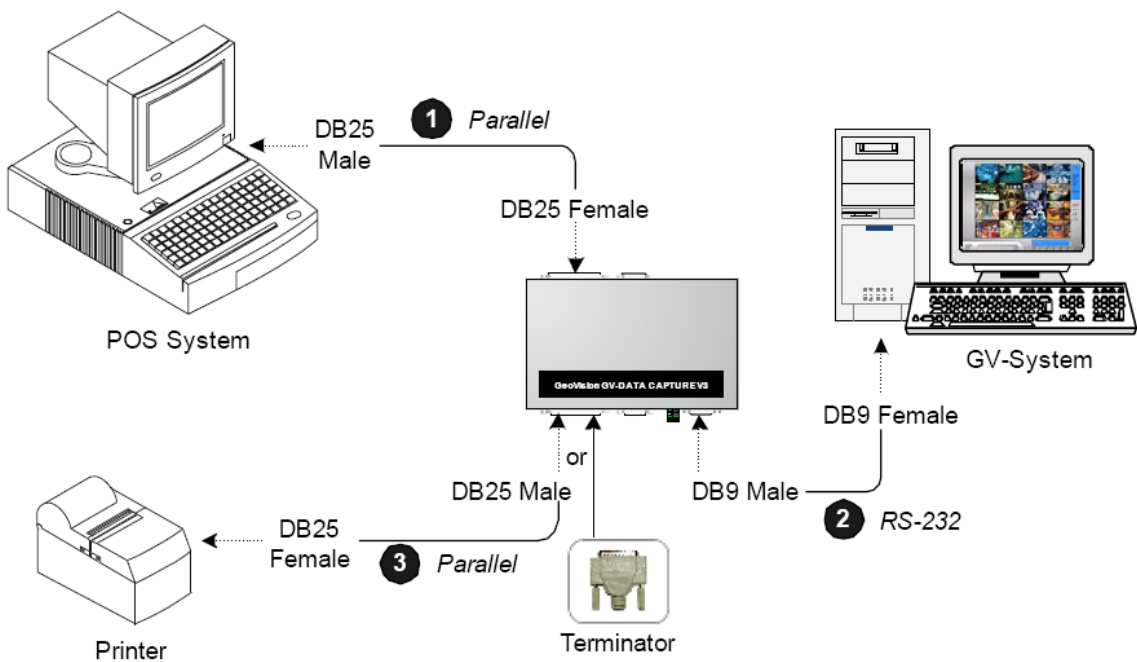 1 Parallel
DB25
Male
DB25 Female
POS System
GeoVision GV-DATA CAPTURE V3
GV-System
DB9 Female
or
DB25 Male
DB9 Male
2 RS-232
DB25
Female
3 Parallel
Terminator
Printer